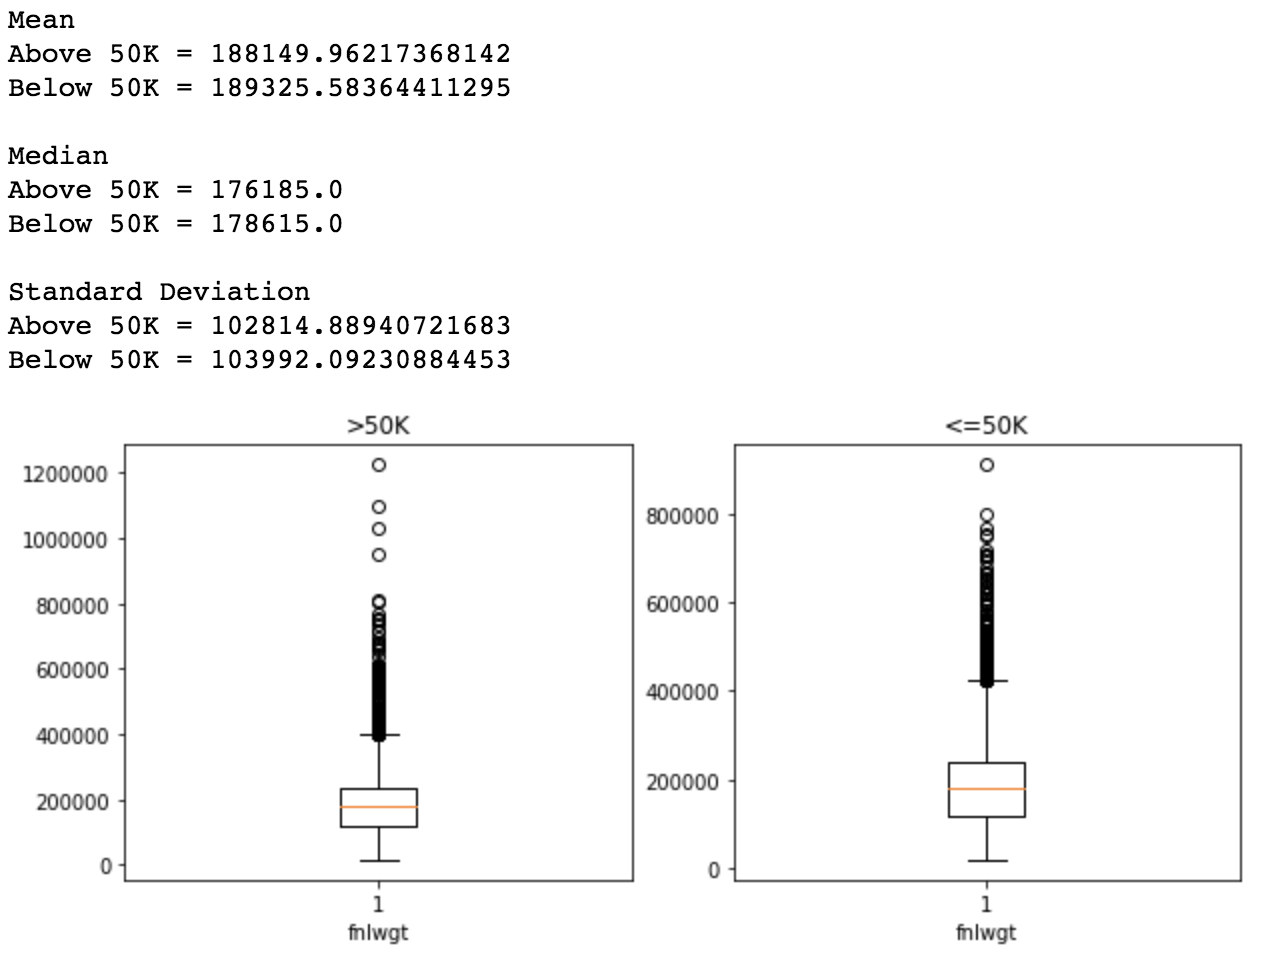 Mean
Above 50K = 188149.96217368142
Below 50K = 189325.58364411295
Median
Above 50K = 176185.0
Below 50K = 178615.0
Standard Deviation
Above 50K = 102814.88940721683
Below 50K = 103992.09230884453
>50K
1200000
1000000
800000
600000
400000
200000
0
1
fnlwgt
<=50K
800000
600000
400000
200000
0
1
fnlwgt